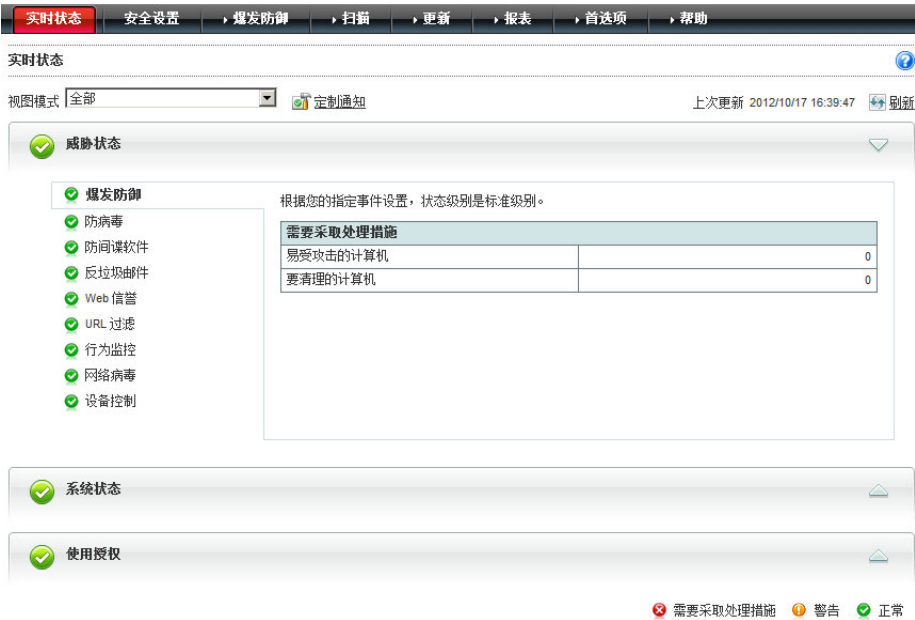 实时状态 安全设置 爆发防御 扫描 更新 报表 首选项 帮助
实时状态
视图模式 全部 定制通知 上次更新 2012/10/17 16:39:47 刷新
威胁状态
爆发防御
防病毒
防间谍软件
反垃圾邮件
Web 信誉
URL 过滤
行为监控
网络病毒
设备控制
根据您的指定事件设置，状态级别是标准级别。
需要采取处理措施
易受攻击的计算机 0
要清理的计算机 0
系统状态
使用授权
需要采取处理措施 警告 正常